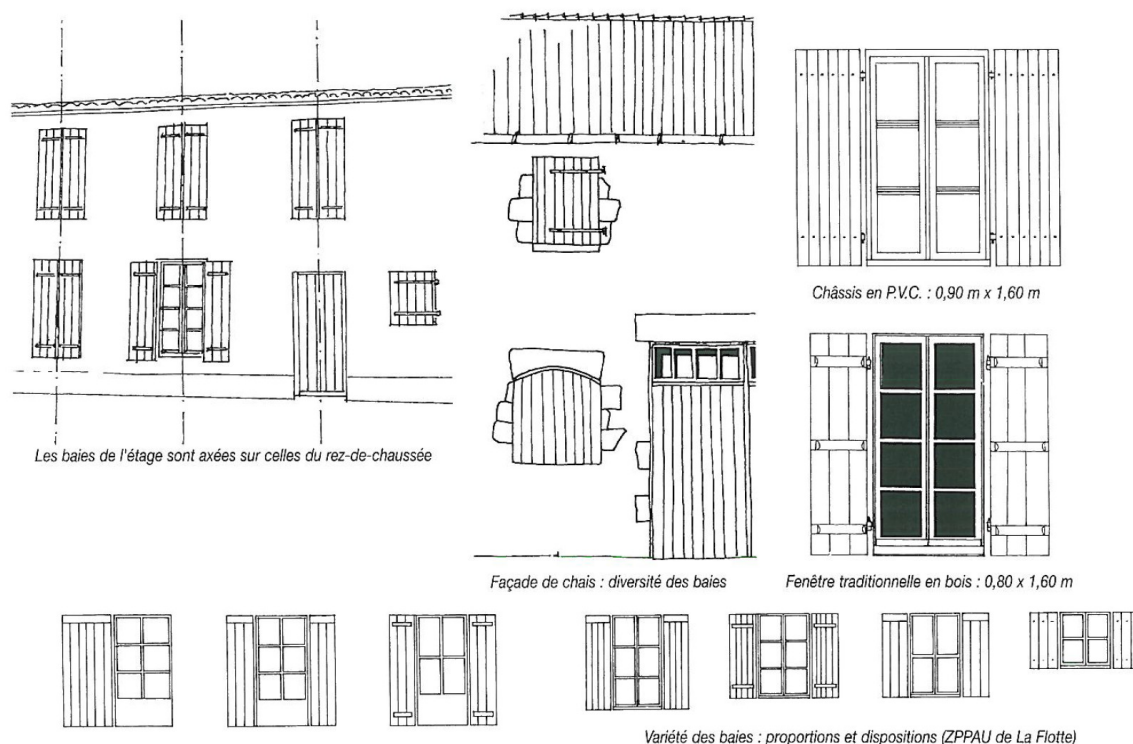 Châssis en P.V.C. : 0,90 m x 1,60 m
Les baies de l'étage sont axées sur celles du rez-de-chaussée
Façade de chais : diversité des baies
Fenêtre traditionnelle en bois : 0,80 x 1,60 m
Variété des baies : proportions et dispositions (ZPPAU de La Flotte)